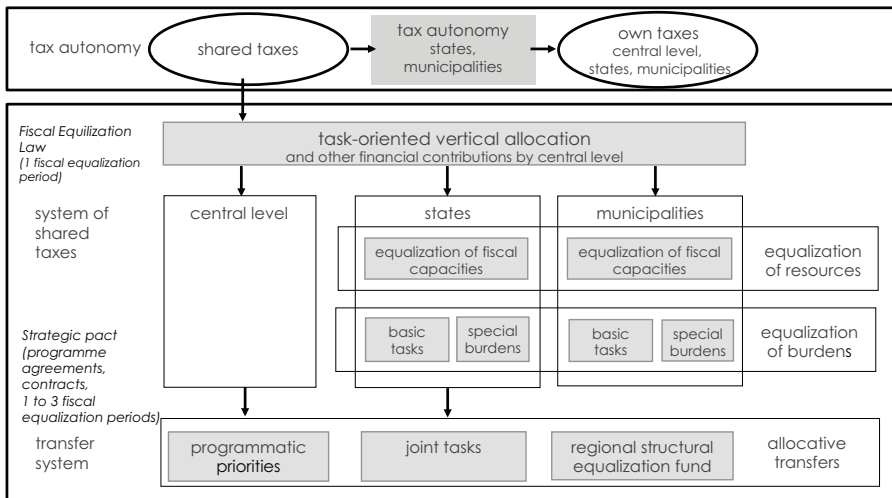 tax autonomy
shared taxes
tax autonomy
states,
municipalities
own taxes
central level,
states, municipalities
Fiscal Equilization
Law
(1 fiscal equalization
period)
task-oriented vertical allocation
and other financial contributions by central level
system of
shared
taxes
central level
states
municipalities
equalization of fiscal
capacities
equalization of fiscal
capacities
equalization
of resources
basic
tasks
special
burdens
basic
tasks
special
burdens
equalization
of burdens
Strategic pact
(programme
agreements,
contracts,
1 to 3 fiscal
equalization periods)
transfer
system
programmatic
priorities
joint tasks
regional structural
equalization fund
allocative
transfers